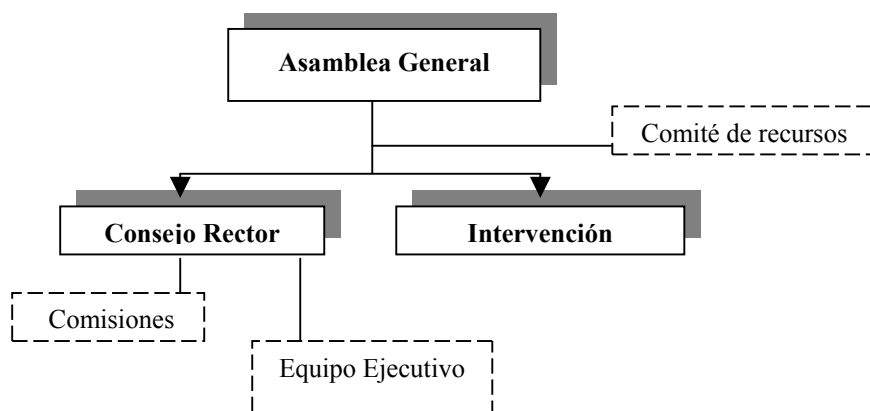 Asamblea General
Comité de recursos
Consejo Rector
Intervención
Comisiones
Equipo Ejecutivo